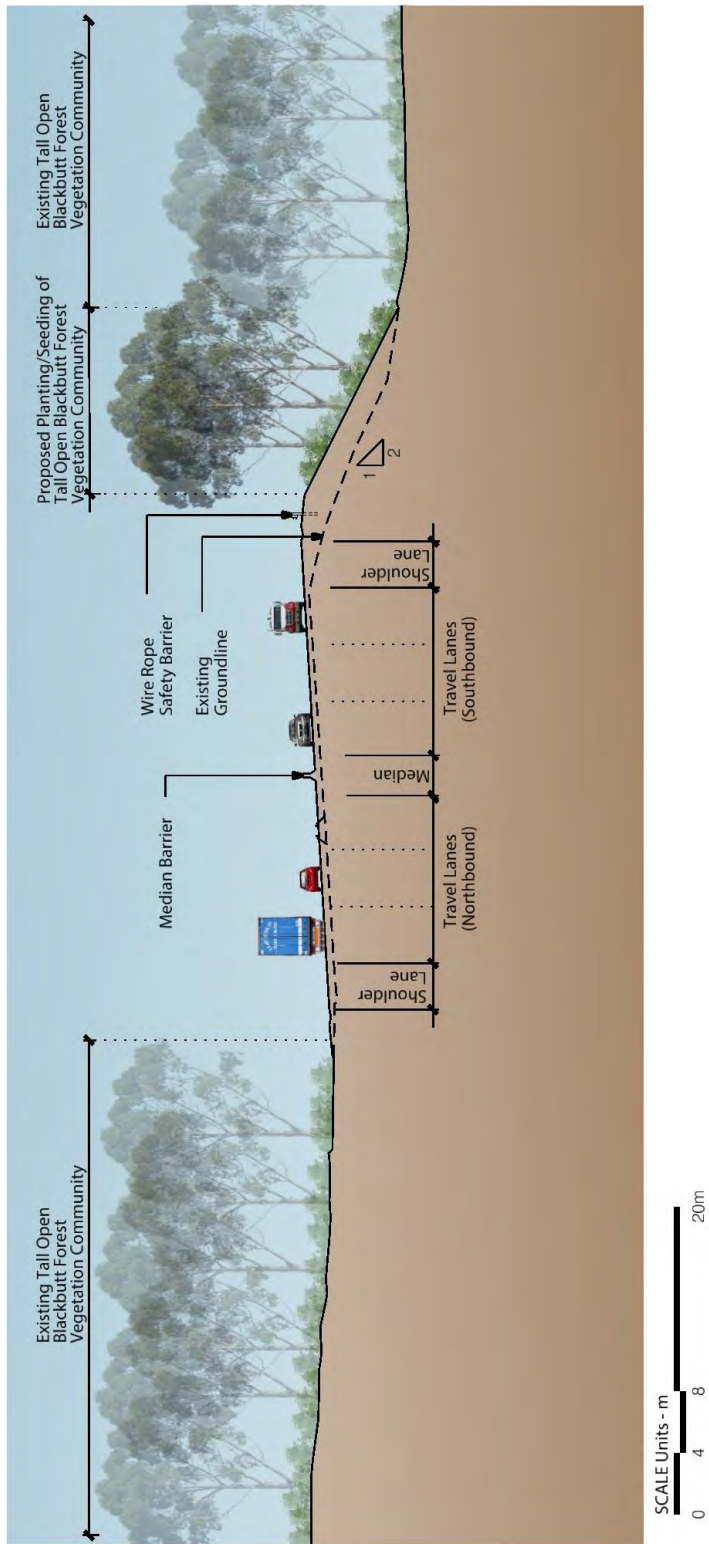 Existing Tall Open
Blackbutt Forest
Vegetation Community
Median Barrier
Wire Rope
Safety Barrier
Existing
Groundline
Proposed Planting/Seeding of
Tall Open Blackbutt Forest
Vegetation Community
Existing Tall Open
Blackbutt Forest
Vegetation Community
1
2
Shoulder
Lane
Travel Lanes
(Northbound)
Median
Travel Lanes
(Southbound)
Shoulder
Lane
SCALE Units - m
0
4
8
20m